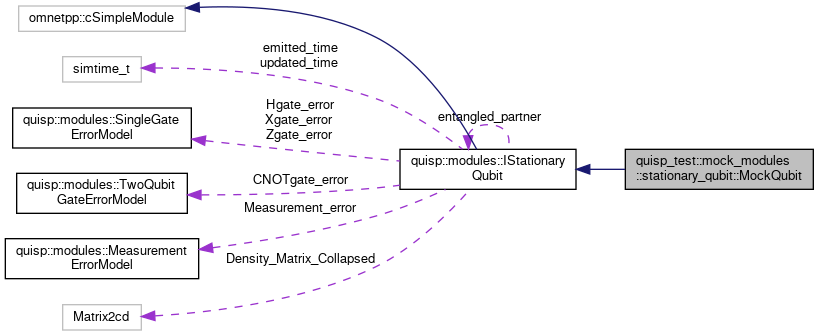 omnetpp::cSimpleModule
emitted_time
updated_time
simtime_t
Hgate_error
Xgate_error
Zgate_error
entangled_partner
quisp::modules::SingleGate
ErrorModel
quisp::modules::IStationary
Qubit
quisp_test::mock_modules
::stationary_qubit::MockQubit
CNOTgate_error
quisp::modules::TwoQubit
GateErrorModel
Measurement_error
quisp::modules::Measurement
ErrorModel
Density_Matrix_Collapsed
Matrix2cd